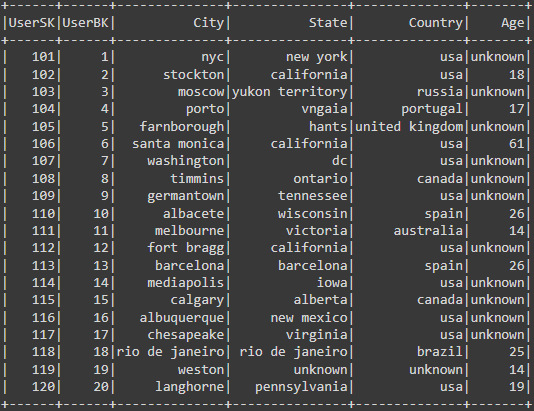 +------+------+--------------+---------------+--------------+-------+
|UserSK|UserBK|          City|          State|       Country|    Age|
+------+------+--------------+---------------+--------------+-------+
|   101|     1|           nyc|       new york|           usa|unknown|
|   102|     2|      stockton|     california|           usa|     18|
|   103|     3|        moscow|yukon territory|        russia|unknown|
|   104|     4|         porto|         vngaia|      portugal|     17|
|   105|     5|   farnborough|          hants|united kingdom|unknown|
|   106|     6|  santa monica|     california|           usa|     61|
|   107|     7|    washington|             dc|           usa|unknown|
|   108|     8|       timmins|        ontario|        canada|unknown|
|   109|     9|    germantown|      tennessee|           usa|unknown|
|   110|    10|      albacete|      wisconsin|         spain|     26|
|   111|    11|     melbourne|       victoria|     australia|     14|
|   112|    12|    fort bragg|     california|           usa|unknown|
|   113|    13|     barcelona|      barcelona|         spain|     26|
|   114|    14|    mediapolis|           iowa|           usa|unknown|
|   115|    15|       calgary|        alberta|        canada|unknown|
|   116|    16|   albuquerque|     new mexico|           usa|unknown|
|   117|    17|    chesapeake|       virginia|           usa|unknown|
|   118|    18|rio de janeiro| rio de janeiro|        brazil|     25|
|   119|    19|        weston|        unknown|       unknown|     14|
|   120|    20|     langhorne|   pennsylvania|           usa|     19|
+------+------+--------------+---------------+--------------+-------+